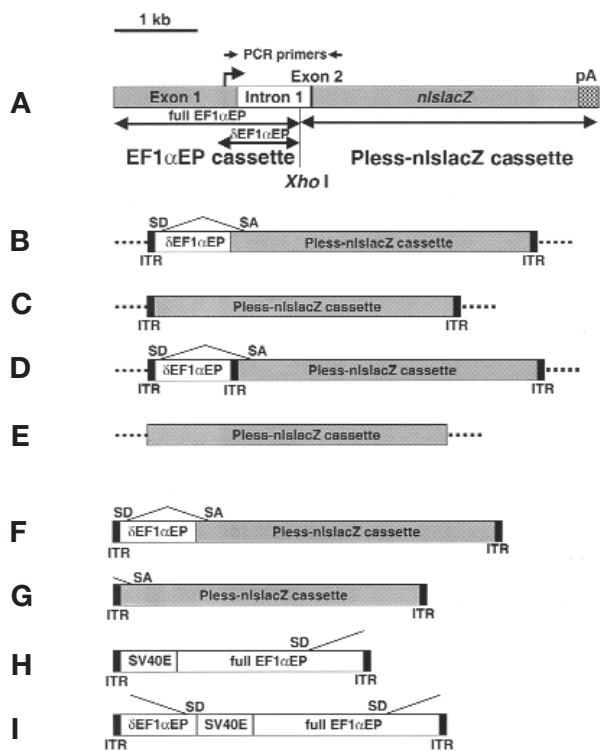 1 kb
PCR primers
Exon 2
pA
A
Exon 1
Intron 1
nlslacZ
full EF1αEP
δEF1αEP
EF1αEP cassette
Pless-nlslacZ cassette
Xho I
SD
SA
B
δEF1αEP
Pless-nlslacZ cassette
ITR
ITR
C
Pless-nlslacZ cassette
ITR
ITR
SD
SA
D
δEF1αEP
Pless-nlslacZ cassette
ITR
ITR
ITR
E
Pless-nlslacZ cassette
SD
SA
F
δEF1αEP
Pless-nlslacZ cassette
ITR
ITR
SA
G
Pless-nlslacZ cassette
ITR
ITR
SD
H
SV40E
full EF1αEP
ITR
ITR
SD
SD
I
δEF1αEP
SV40E
full EF1αEP
ITR
ITR